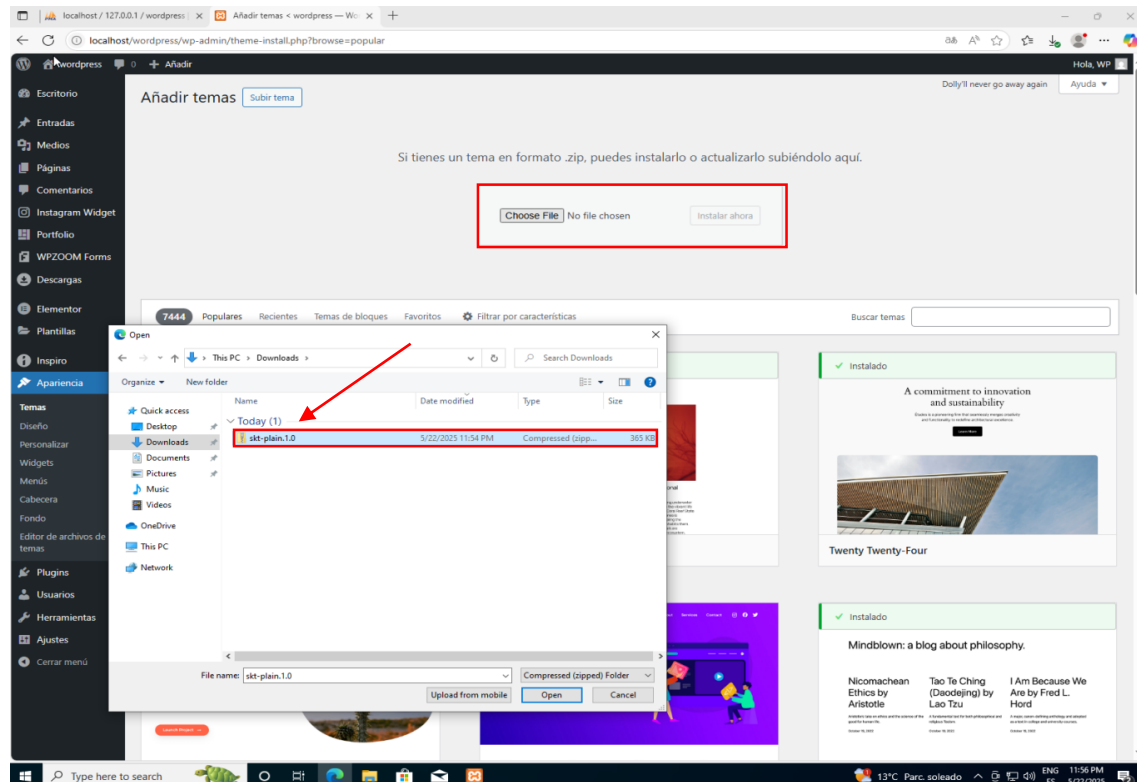 localhost / 127.0.0.1 / wordpress |
Añadir temas < wordpress — Wo
localhost/wordpress/wp-admin/theme-install.php?browse=popular
wordpress 0 + Añadir
Hola, WP
Escritorio
Entradas
Medios
Páginas
Comentarios
Instagram Widget
Portfolio
WPZOOM Forms
Descargas
Elementor
Plantillas
Inspiro
Apariencia
Temas
Diseño
Personalizar
Widgets
Menús
Cabecera
Fondo
Editor de archivos de
temas
Plugins
Usuarios
Herramientas
Ajustes
Cerrar menú
Añadir temas Subir tema
Dolly'll never go away again
Ayuda
Si tienes un tema en formato .zip, puedes instalarlo o actualizarlo subiéndolo aquí.
Choose File No file chosen Instalar ahora
7444 Populares Recientes Temas de bloques Favoritos Filtrar por características
Buscar temas
Open
This PC > Downloads >
Search Downloads
Organize New folder
Name Date modified Type Size
Quick access
Desktop
Downloads
Documents
Pictures
Music
Videos
OneDrive
This PC
Network
Today (1)
skt-plain.1.0 5/22/2025 11:54 PM Compressed (zipp... 365 KB
File name: skt-plain.1.0
Compressed (zipped) Folder
Upload from mobile Open Cancel
Instalado
A commitment to innovation
and sustainability
Twenty Twenty-Four
Instalado
Mindblown: a blog about philosophy.
Nicomachean
Ethics by
Aristotle
Tao Te Ching
(Daodejing) by
Lao Tzu
I Am Because We
Are by Fred L.
Hord
Type here to search
13°C Parc. soleado
ENG
ES
11:56 PM
5/22/2025